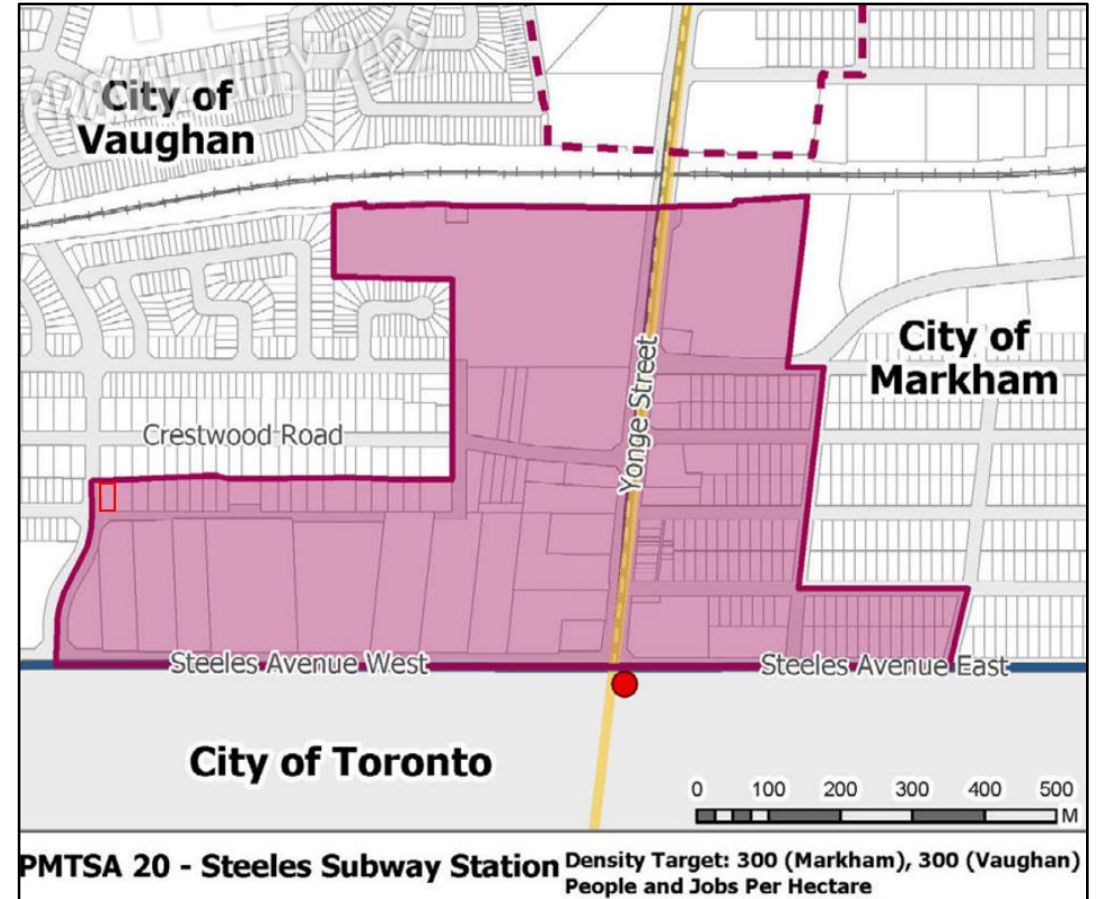 City of
Vaughan
City of
Markham
Crestwood Road
Yonge Street
Steeles Avenue West
Steeles Avenue East
City of Toronto
0 100 200 300 400 500
M
PMTSA 20 - Steeles Subway Station
Density Target: 300 (Markham), 300 (Vaughan)
People and Jobs Per Hectare